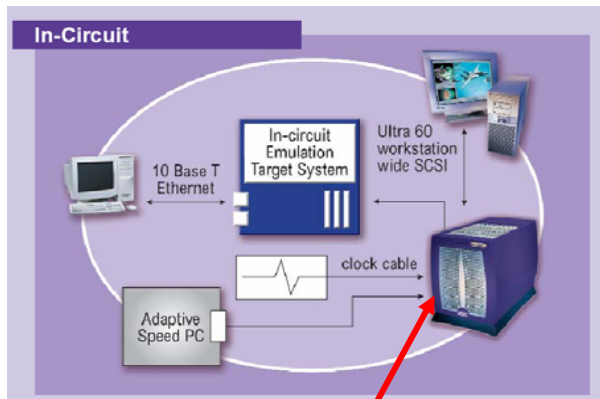 In-Circuit
In-circuit
Emulation
Target System
Ultra 60
workstation
wide SCSI
10 Base T
Ethernet
clock cable
Adaptive
Speed PC